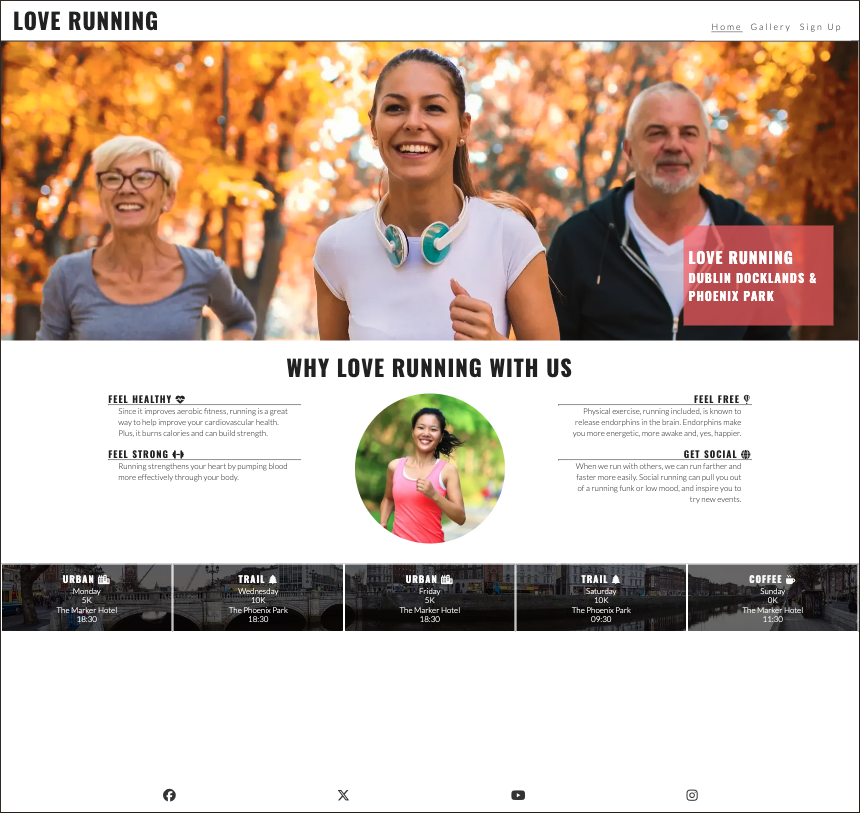 LOVE RUNNING
Home Gallery Sign Up
LOVE RUNNING
DUBLIN DOCKLANDS &
PHOENIX PARK
WHY LOVE RUNNING WITH US
FEEL HEALTHY
Since it improves aerobic fitness, running is a great
way to help improve your cardiovascular health.
Plus, it burns calories and can build strength.
FEEL STRONG
Running strengthens your heart by pumping blood
more effectively through your body.
FEEL FREE
Physical exercise, running included, is known to
release endorphins in the brain. Endorphins make
you more energetic, more awake and, yes, happier.
GET SOCIAL
When we run with others, we can run farther and
faster more easily. Social running can pull you out
of a running funk or low mood, and inspire you to
try new events.
URBAN
Monday
5K
The Marker Hotel
18:30
TRAIL
Wednesday
10K
The Phoenix Park
18:30
URBAN
Friday
5K
The Marker Hotel
18:30
TRAIL
Saturday
10K
The Phoenix Park
09:30
COFFEE
Sunday
0K
The Marker Hotel
11:30